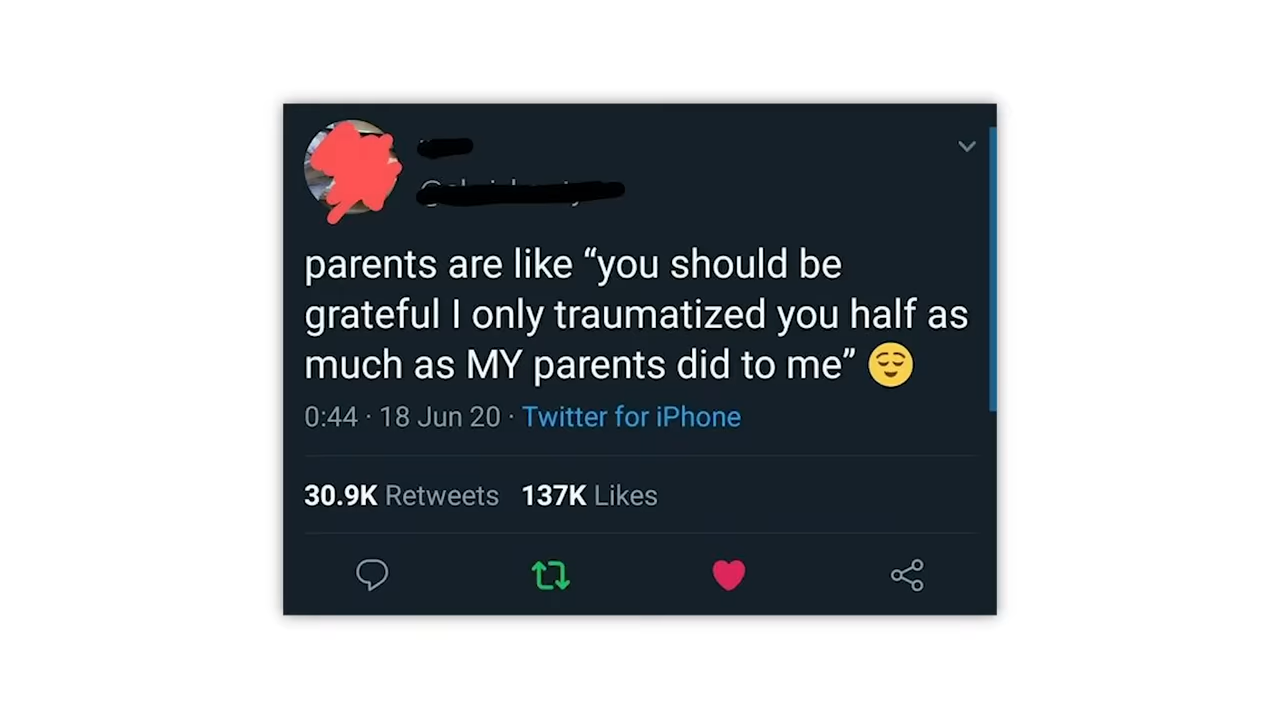 parents are like “you should be
grateful I only traumatized you half as
much as MY parents did to me” 😌
0:44 · 18 Jun 20 · Twitter for iPhone
30.9K Retweets 137K Likes